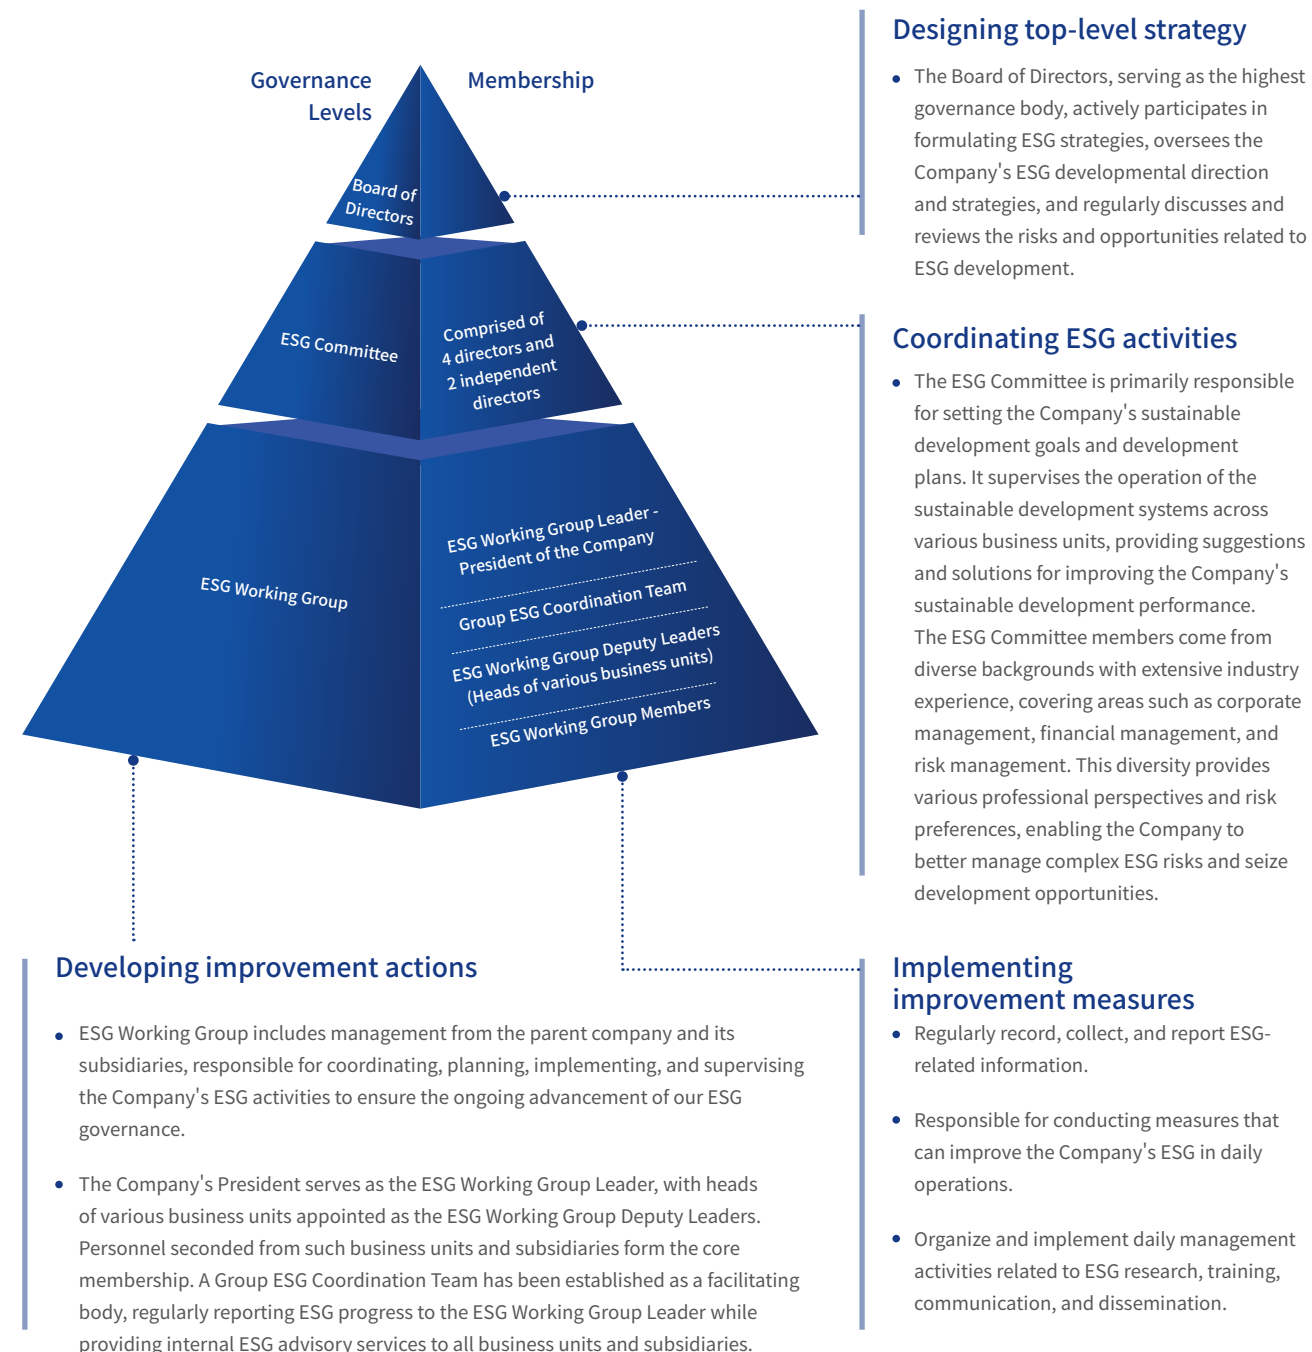 Governance
Levels
Membership
Board of
Directors
ESG Committee
Comprised of
4 directors and
2 independent
directors
ESG Working Group
ESG Working Group Leader -
President of the Company
Group ESG Coordination Team
ESG Working Group Deputy Leaders
(Heads of various business units)
ESG Working Group Members
Designing top-level strategy
• The Board of Directors, serving as the highest
governance body, actively participates in
formulating ESG strategies, oversees the
Company's ESG developmental direction
and strategies, and regularly discusses and
reviews the risks and opportunities related to
ESG development.
Coordinating ESG activities
• The ESG Committee is primarily responsible
for setting the Company's sustainable
development goals and development
plans. It supervises the operation of the
sustainable development systems across
various business units, providing suggestions
and solutions for improving the Company's
sustainable development performance.
The ESG Committee members come from
diverse backgrounds with extensive industry
experience, covering areas such as corporate
management, financial management, and
risk management. This diversity provides
various professional perspectives and risk
preferences, enabling the Company to
better manage complex ESG risks and seize
development opportunities.
Developing improvement actions
• ESG Working Group includes management from the parent company and its
subsidiaries, responsible for coordinating, planning, implementing, and supervising
the Company's ESG activities to ensure the ongoing advancement of our ESG
governance.
• The Company's President serves as the ESG Working Group Leader, with heads
of various business units appointed as the ESG Working Group Deputy Leaders.
Personnel seconded from such business units and subsidiaries form the core
membership. A Group ESG Coordination Team has been established as a facilitating
body, regularly reporting ESG progress to the ESG Working Group Leader while
providing internal ESG advisory services to all business units and subsidiaries.
Implementing
improvement measures
• Regularly record, collect, and report ESG-
related information.
• Responsible for conducting measures that
can improve the Company's ESG in daily
operations.
• Organize and implement daily management
activities related to ESG research, training,
communication, and dissemination.